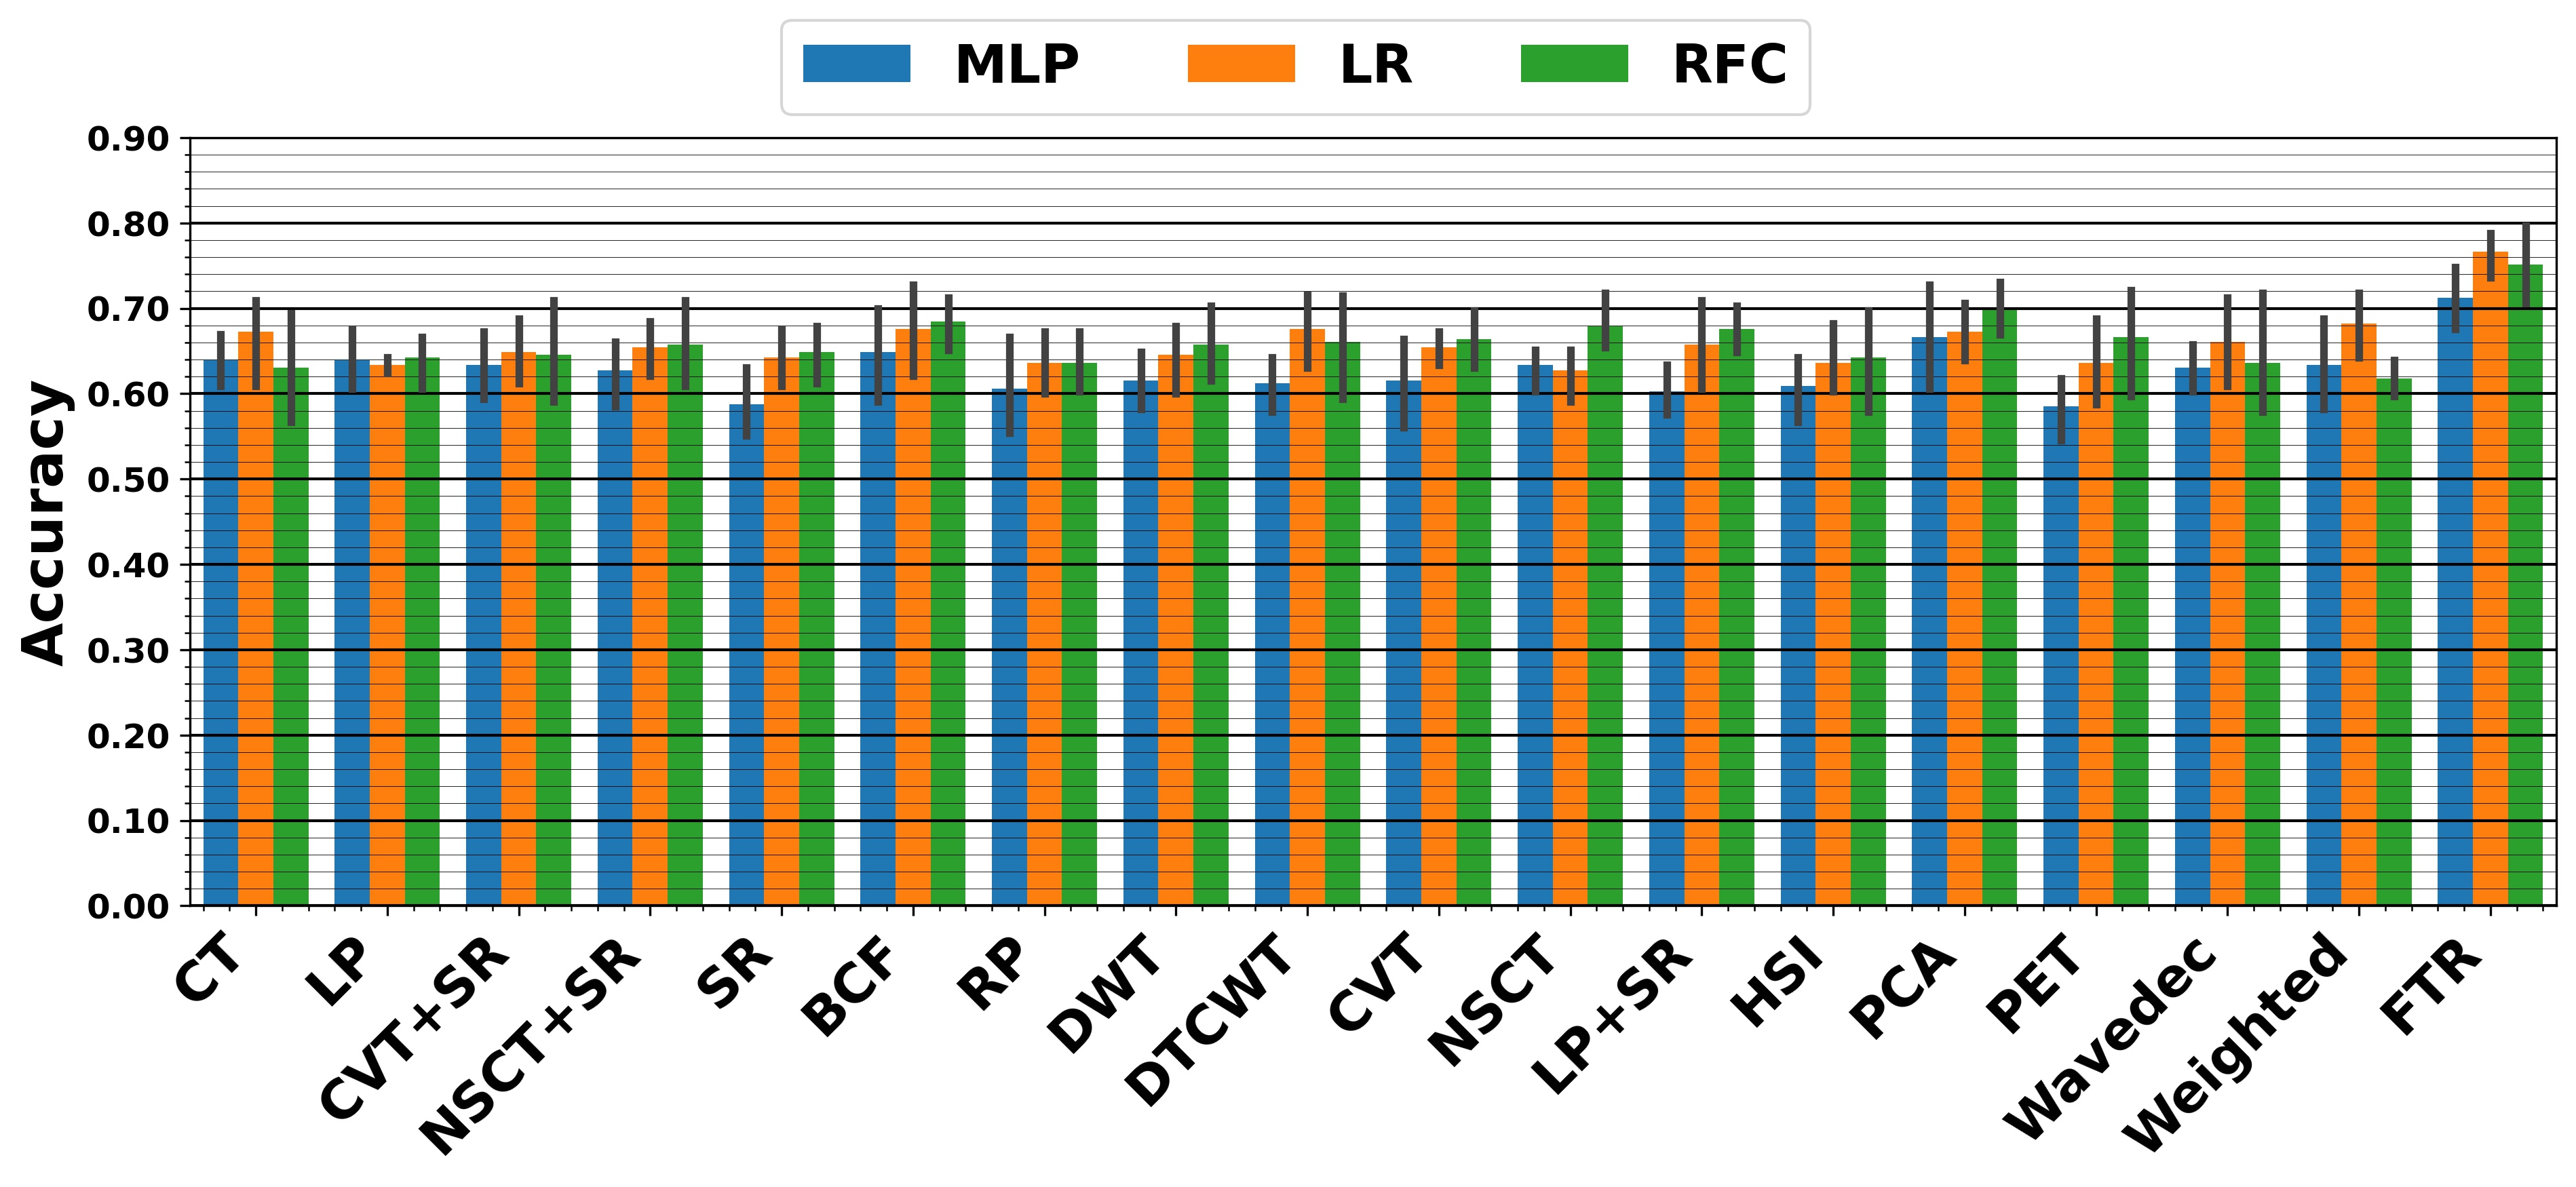 MLP LR RFC
0.90
0.80
0.70
0.60
0.50
0.40
0.30
0.20
0.10
0.00
Accuracy
CT
LP
CVT+SR
NSCT+SR
SR
BCF
RP
DWT
DTCWT
CVT
NSCT
LP+SR
HSI
PCA
PET
Wavedec
Weighted
FTR